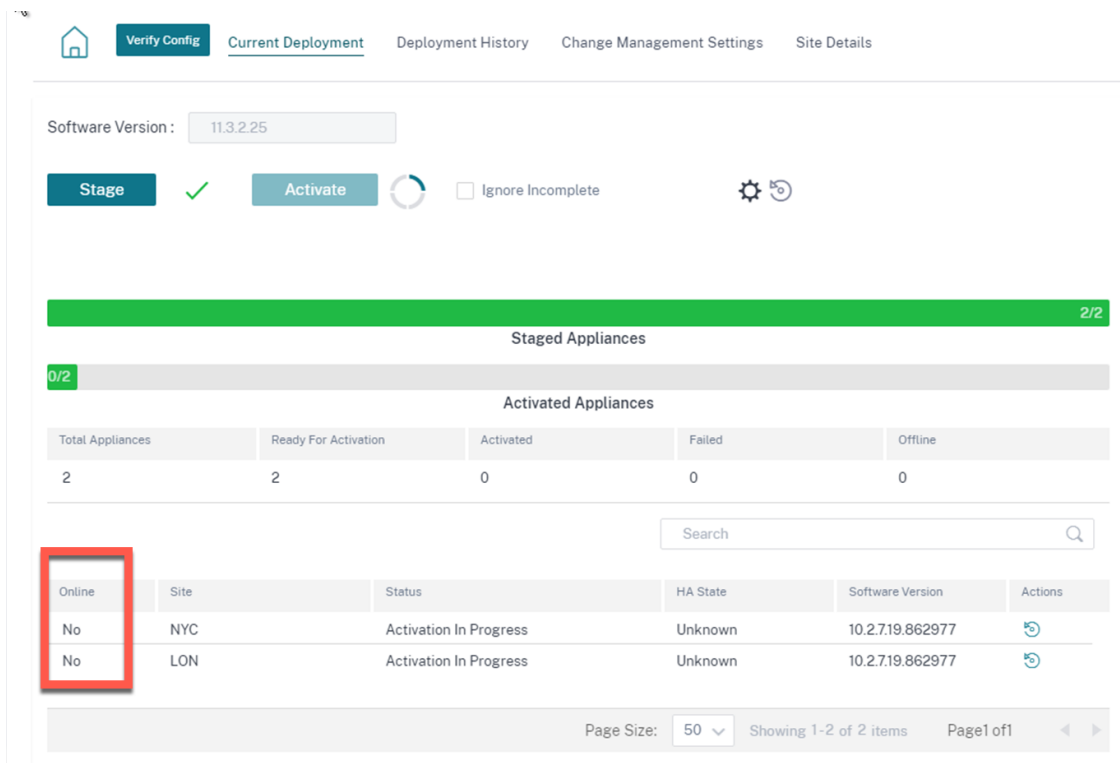 Verify Config Current Deployment Deployment History Change Management Settings Site Details
Software Version : 11.3.2.25
Stage Activate Ignore Incomplete
2/2
Staged Appliances
0/2
Activated Appliances
Total Appliances Ready For Activation Activated Failed Offline
2 2 0 0 0
Search
Online Site Status HA State Software Version Actions
No NYC Activation In Progress Unknown 10.2.7.19.862977
No LON Activation In Progress Unknown 10.2.7.19.862977
Page Size: 50 Showing 1-2 of 2 items Page1 of1